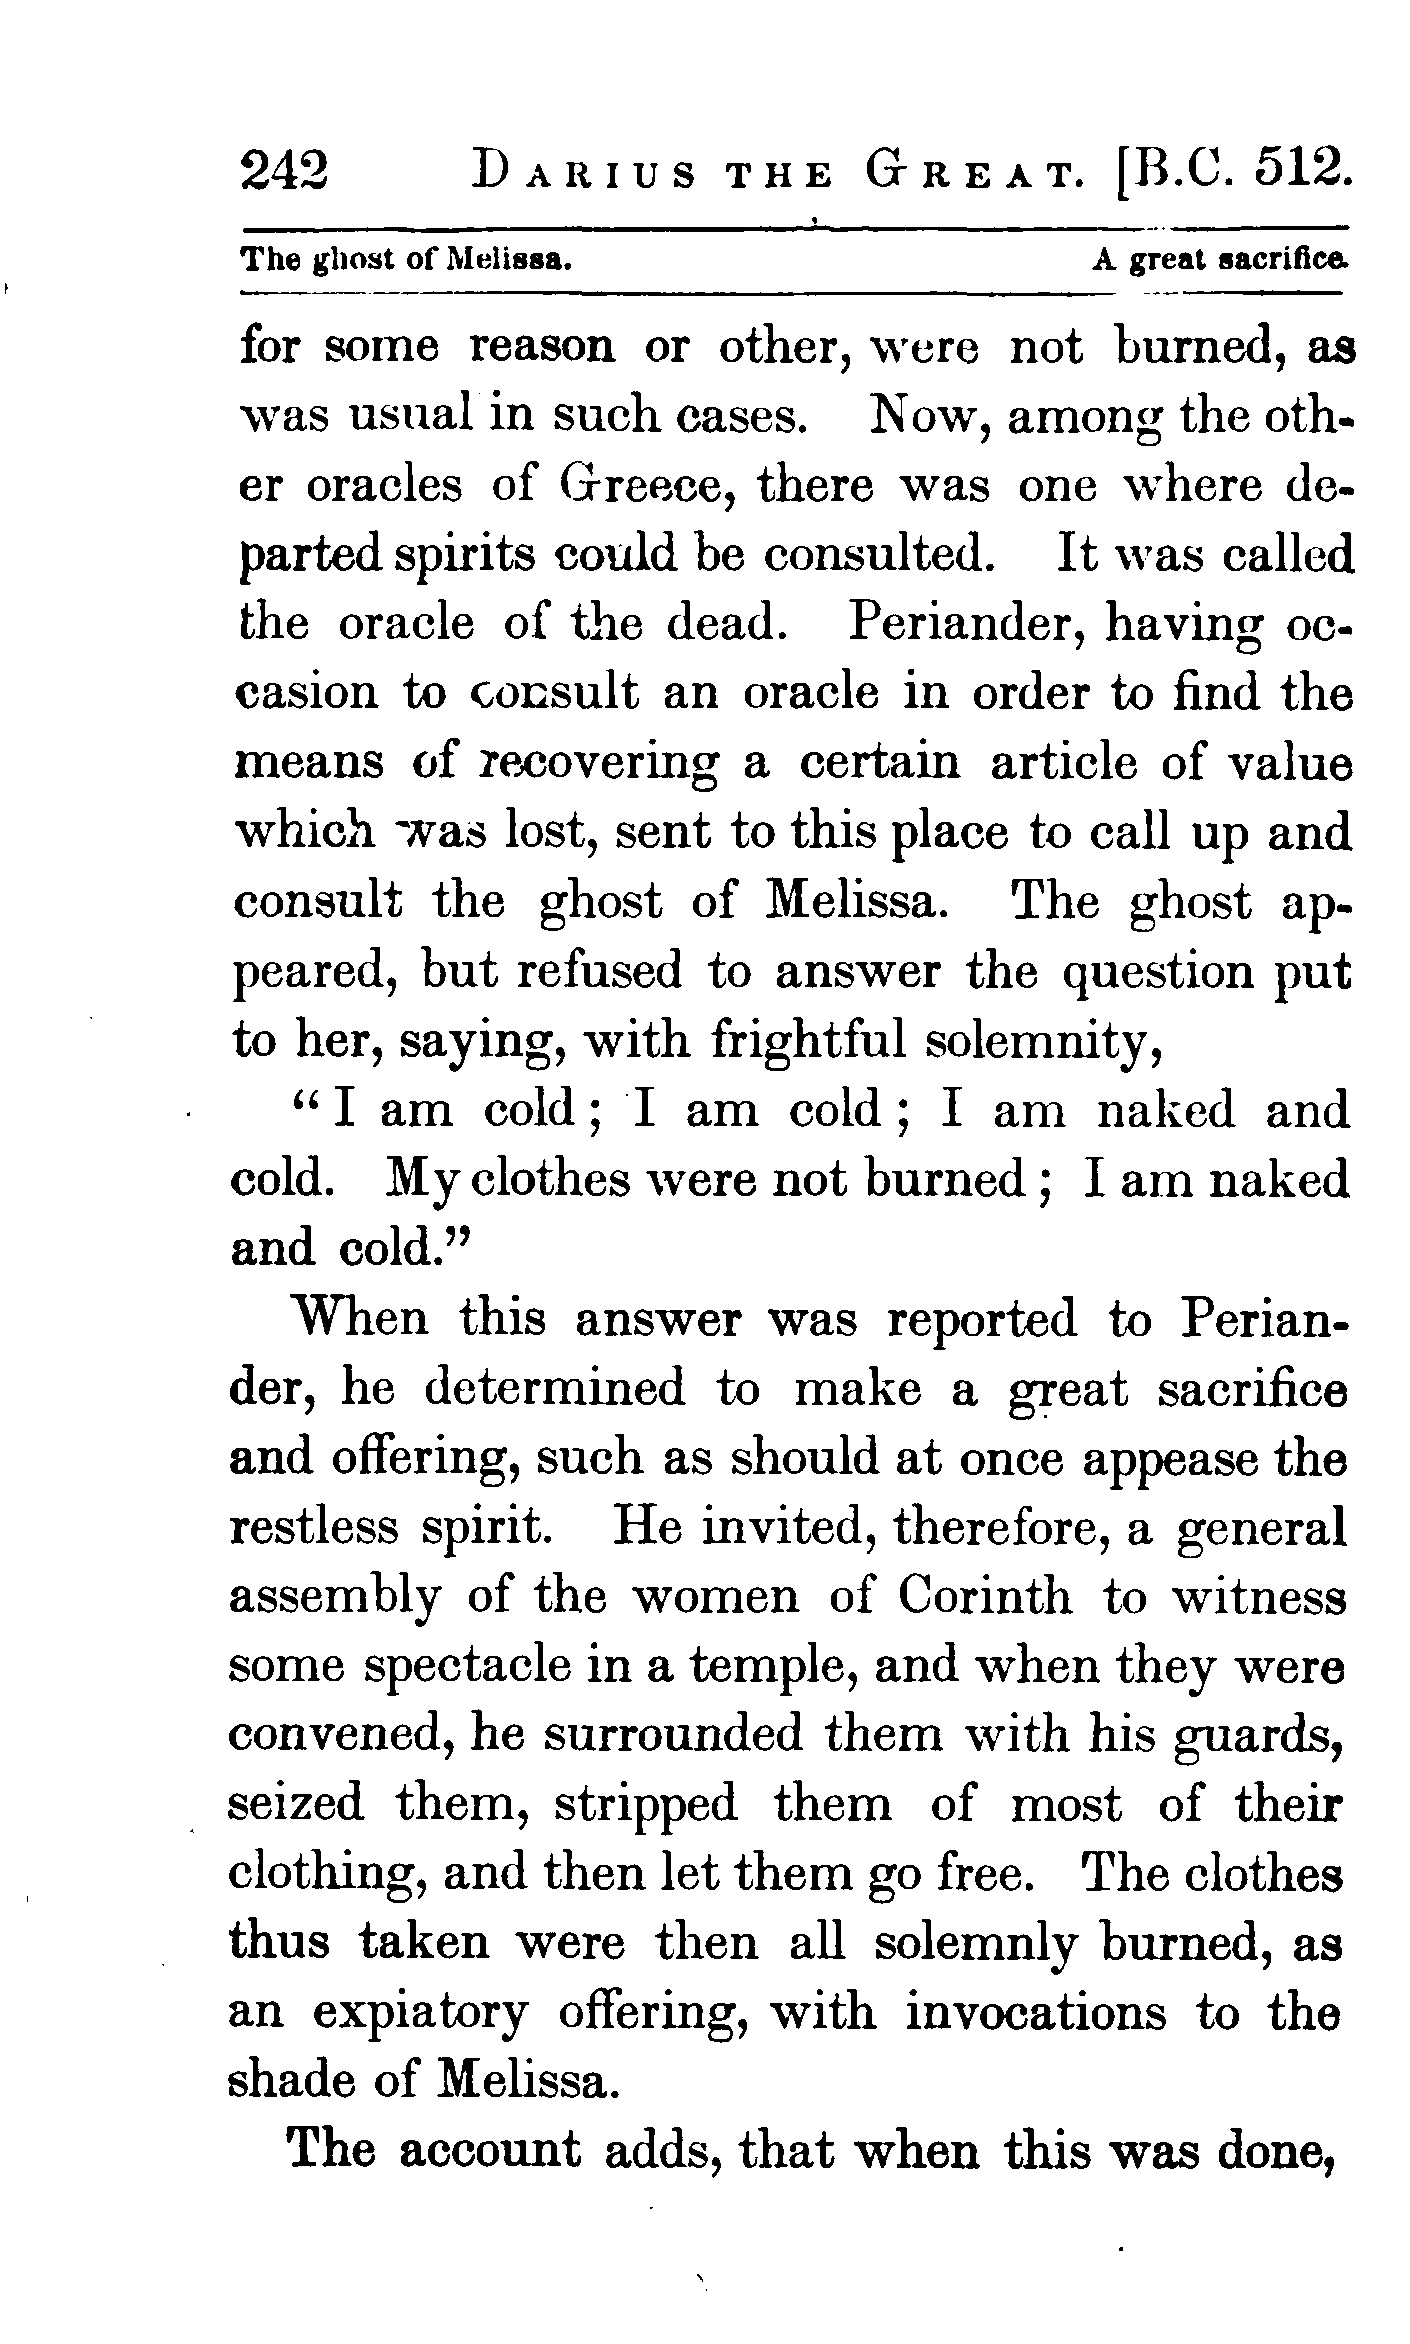 242 DARIUS THE GREAT. [B.C. 512.
The ghost of Melissa. A great sacrifice.
for some reason or other, were not burned, as
was usual in such cases. Now, among the oth-
er oracles of Greece, there was one where de-
parted spirits could be consulted. It was called
the oracle of the dead. Periander, having oc-
casion to consult an oracle in order to find the
means of recovering a certain article of value
which was lost, sent to this place to call up and
consult the ghost of Melissa. The ghost ap-
peared, but refused to answer the question put
to her, saying, with frightful solemnity,
“I am cold; I am cold; I am naked and
cold. My clothes were not burned; I am naked
and cold.”
When this answer was reported to Perian-
der, he determined to make a great sacrifice
and offering, such as should at once appease the
restless spirit. He invited, therefore, a general
assembly of the women of Corinth to witness
some spectacle in a temple, and when they were
convened, he surrounded them with his guards,
seized them, stripped them of most of their
clothing, and then let them go free. The clothes
thus taken were then all solemnly burned, as
an expiatory offering, with invocations to the
shade of Melissa.
The account adds, that when this was done,